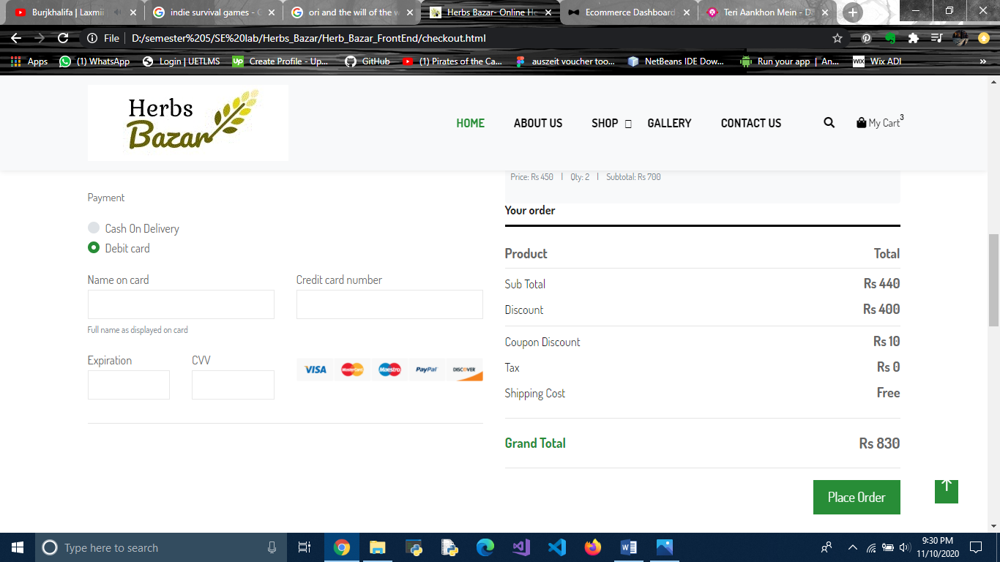 Burjkhalifa | Laxmii
indie survival games - G
ori and the will of the w
Herbs Bazar- Online He
Ecommerce Dashboard
Teri Aankhon Mein - Da
File
D:/semester%205/SE%20lab/Herbs_Bazar/Herb_Bazar_FrontEnd/checkout.html
Apps
(1) WhatsApp
Login | UETLMS
Up
Create Profile - Up...
GitHub
(1) Pirates of the Ca...
auszeit voucher too...
NetBeans IDE Dow...
Run your app | An...
WIX
Wix ADI
»
Herbs
Bazar
HOME
ABOUT US
SHOP
GALLERY
CONTACT US
My Cart 3
Price: Rs 450 | Qty: 2 | Subtotal: Rs 700
Payment
Cash On Delivery
Debit card
Name on card
Credit card number
Full name as displayed on card
Expiration
CVV
VISA
MasterCard
Maestro
PayPal
DISCOVER
Your order
Product Total
Sub Total Rs 440
Discount Rs 400
Coupon Discount Rs 10
Tax Rs 0
Shipping Cost Free
Grand Total Rs 830
Place Order
Type here to search
9:30 PM
11/10/2020